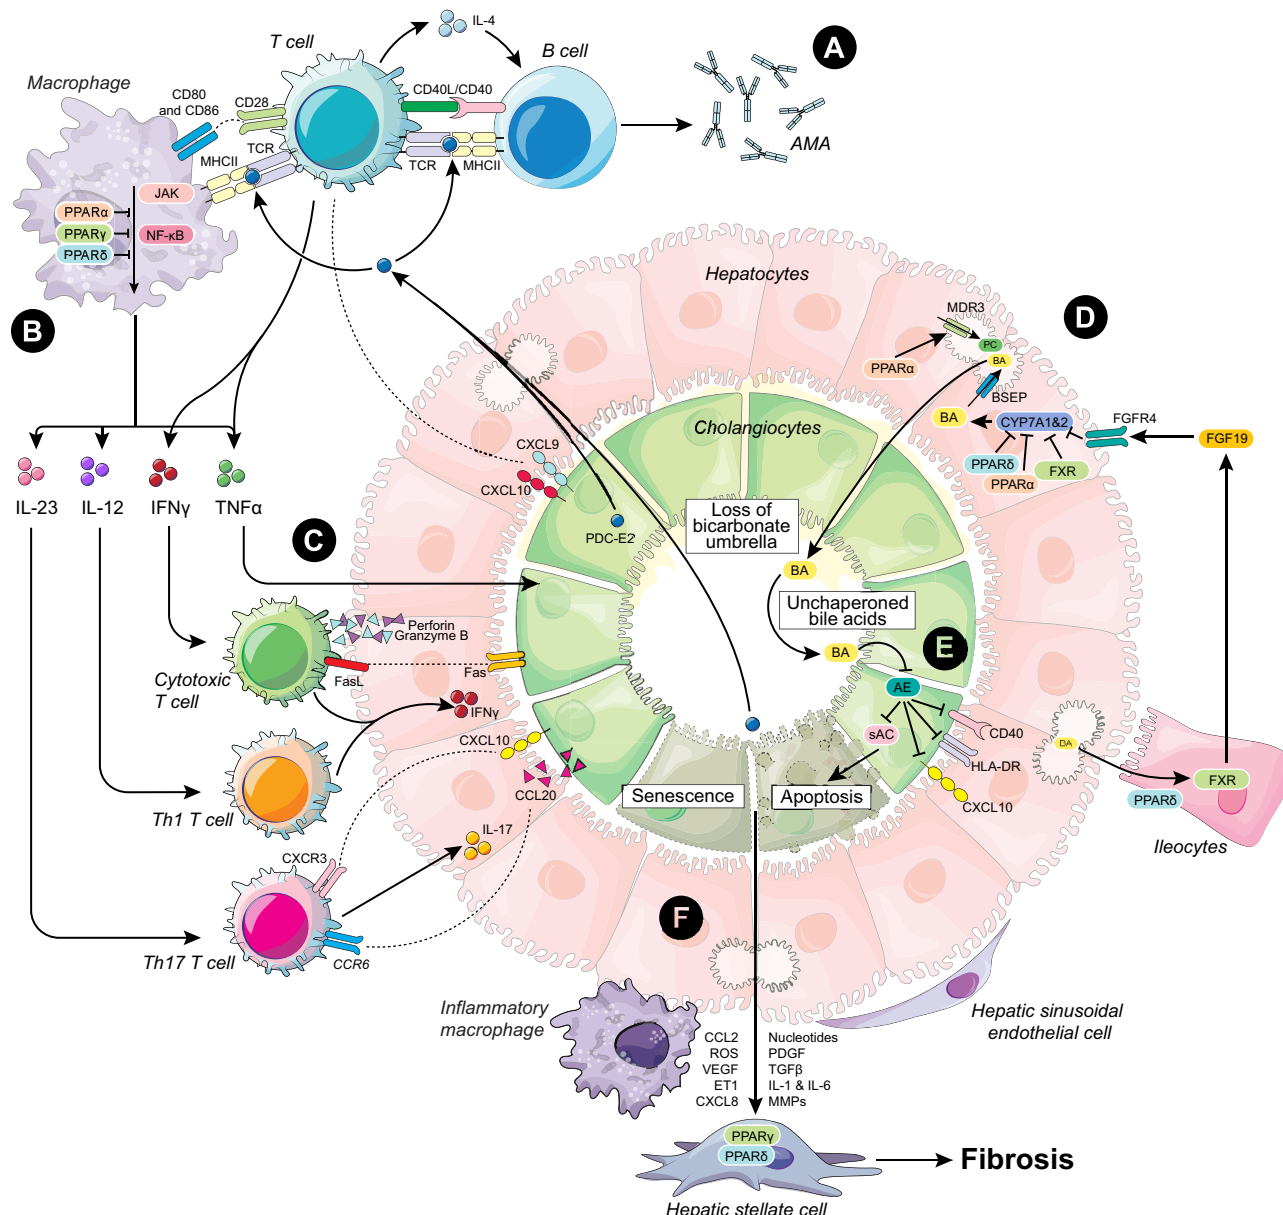 T cell
IL-4
B cell
A
Macrophage
CD80
and CD86
CD28
CD40L/CD40
AMA
TCR
MHCII
TCR
MHCII
JAK
PPARα
PPARγ
NF-κB
PPARδ
B
Hepatocytes
MDR3
D
PC
BA
PPARα
BSEP
BA
CYP7A1&2
FGFR4
FGF19
PPARδ
FXR
PPARα
Cholangiocytes
CXCL9
CXCL10
IL-23
IL-12
IFNγ
TNFα
Loss of
bicarbonate
umbrella
PDC-E2
C
BA
Unchaperoned
bile acids
Perforin
Granzyme B
BA
E
FasL
Fas
Cytotoxic
T cell
AE
IFNγ
sAC
CD40
CXCL10
HLA-DR
BA
FXR
PPARδ
CCL20
Senescence
Apoptosis
CXCL10
Th1 T cell
IL-17
Ileocytes
CXCR3
F
Th17 T cell
CCR6
Inflammatory
macrophage
Hepatic sinusoidal
endothelial cell
CCL2
Nucleotides
ROS
PDGF
VEGF
TGFβ
ET1
IL-1 & IL-6
CXCL8
MMPs
PPARγ
PPARδ
Fibrosis
Hepatic stellate cell